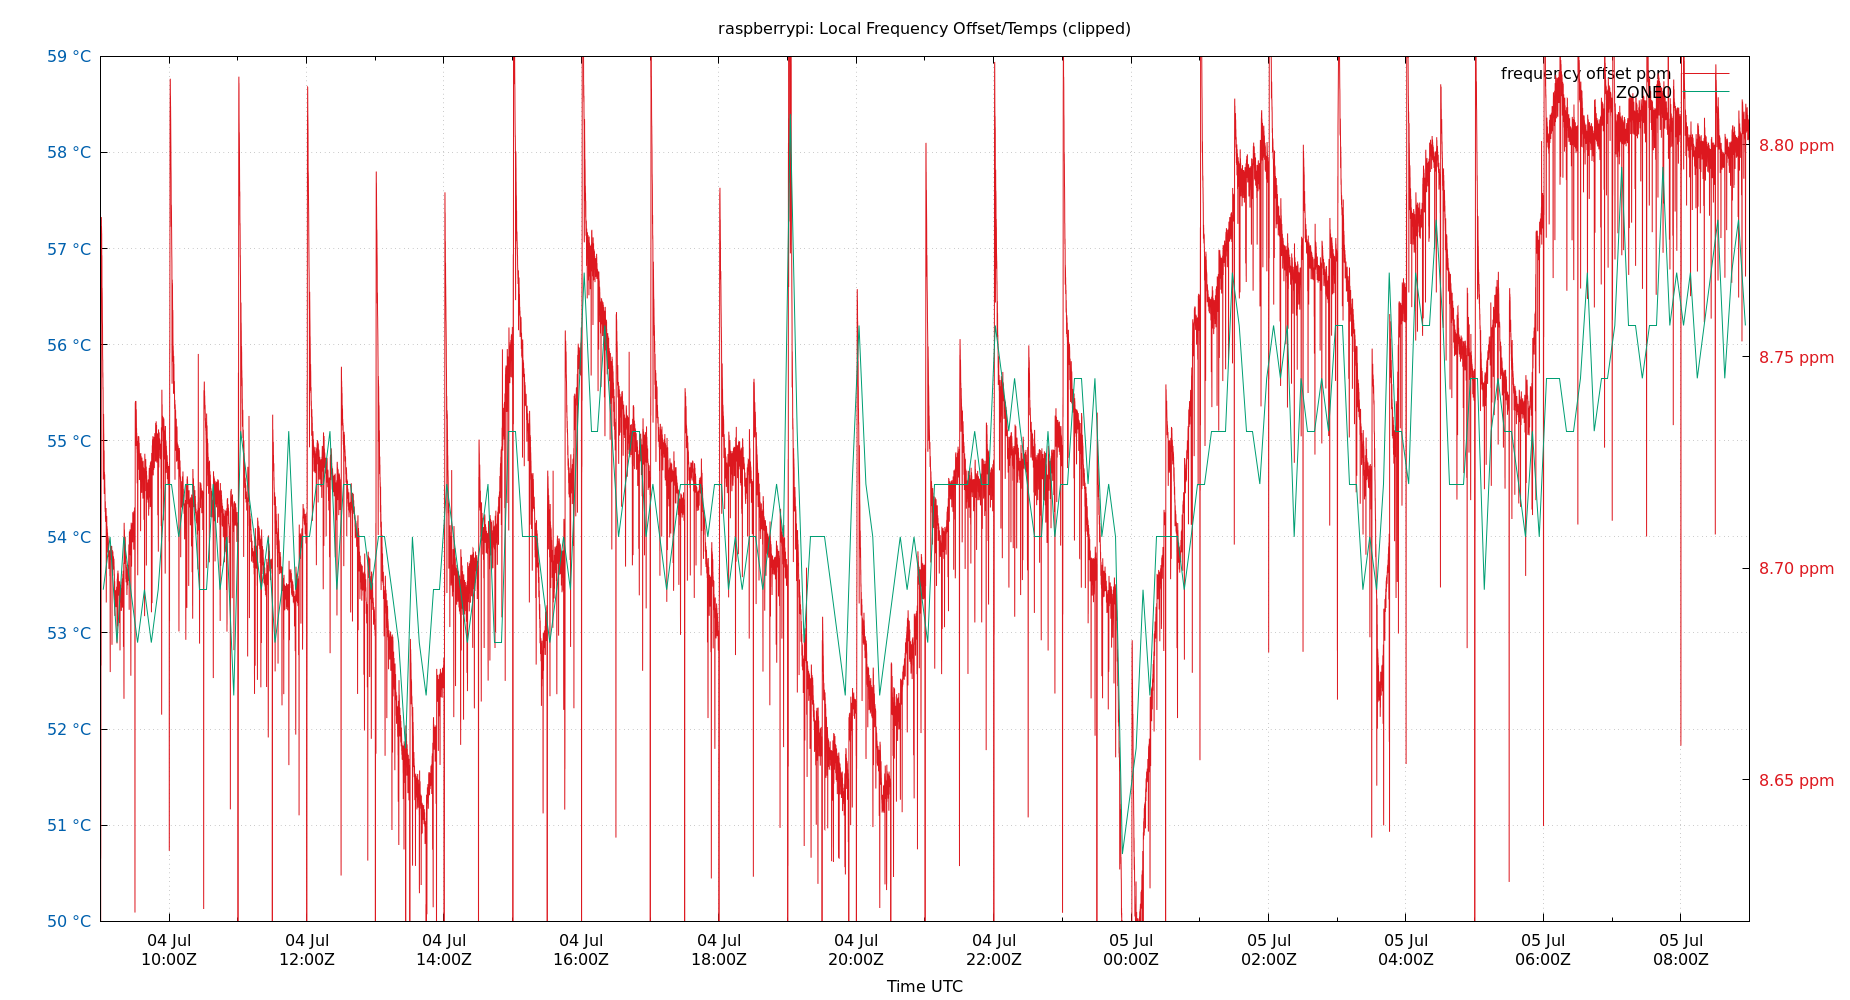 raspberrypi: Local Frequency Offset/Temps (clipped)
59 °C
58 °C
57 °C
56 °C
55 °C
54 °C
53 °C
52 °C
51 °C
50 °C
frequency offset ppm
ZONE0
8.80 ppm
8.75 ppm
8.70 ppm
8.65 ppm
04 Jul
10:00Z
04 Jul
12:00Z
04 Jul
14:00Z
04 Jul
16:00Z
04 Jul
18:00Z
04 Jul
20:00Z
04 Jul
22:00Z
05 Jul
00:00Z
05 Jul
02:00Z
05 Jul
04:00Z
05 Jul
06:00Z
05 Jul
08:00Z
Time UTC